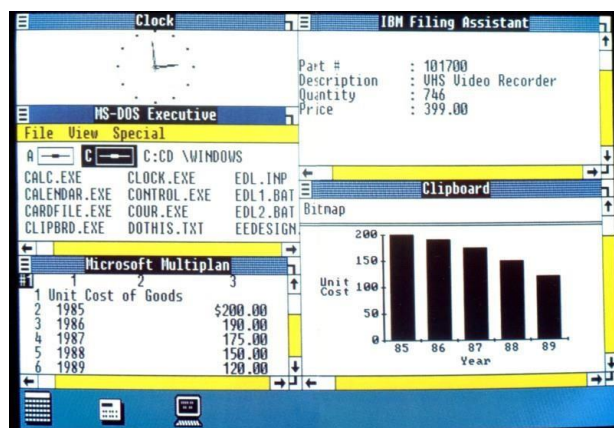 Clock
MS-DOS Executive
File View Special
A C C:CD \WINDOWS
CALC.EXE CLOCK.EXE EDL.INP
CALENDAR.EXE CONTROL.EXE EDL1.BAT
CARDFILE.EXE COUR.EXE EDL2.BAT
CLIPBRD.EXE DOTHIS.TXT EEDESIGN.
Microsoft Multiplan
#1 1 2 3
1 Unit Cost of Goods
2 1985 $200.00
3 1986 190.00
4 1987 175.00
5 1988 150.00
6 1989 120.00
IBM Filing Assistant
Part # : 101700
Description : VHS Video Recorder
Quantity : 746
Price : 399.00
Clipboard
Bitmap
200
150
Unit
Cost
100
50
0
85 86 87 88 89
Year